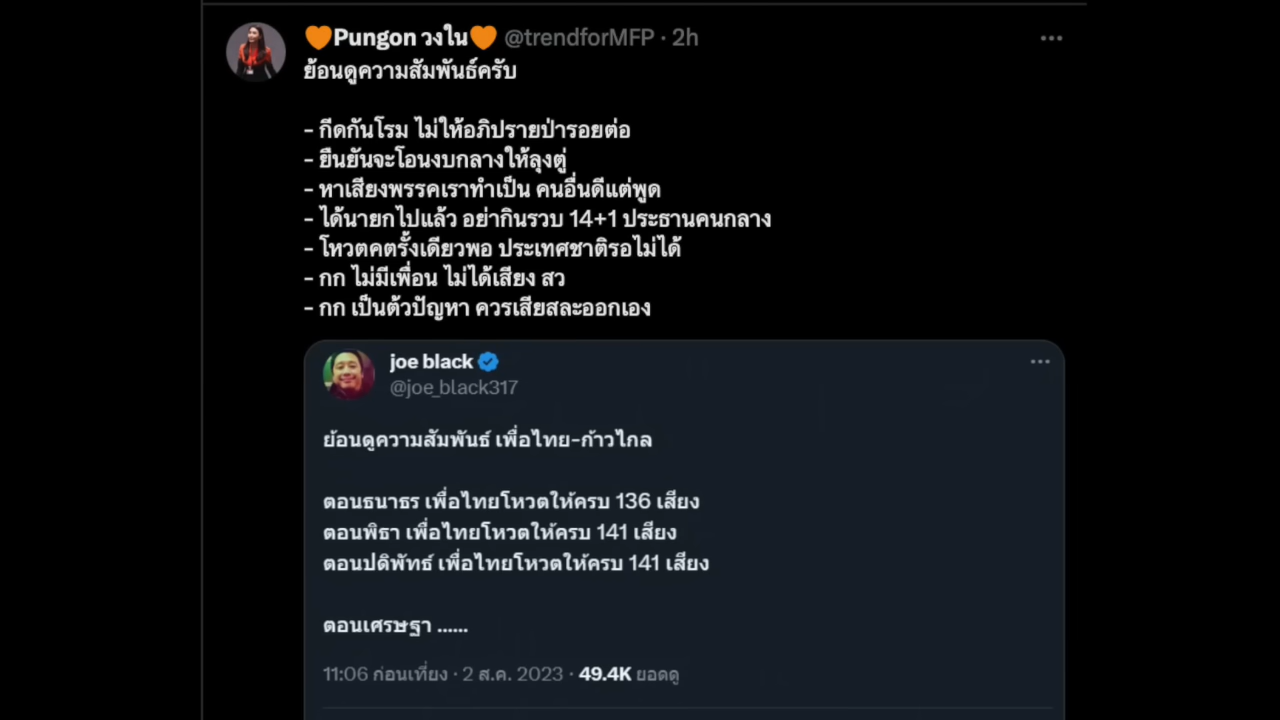 🧡Pungon วงใน🧡 @trendforMFP · 2h
ย้อนดูความสัมพันธ์ครับ
- กีดกันโรม ไม่ให้อภิปรายป่ารอยต่อ
- ยืนยันจะโอนงบกลางให้ลุงตู่
- หาเสียงพรรคเราทำเป็น คนอื่นดีแต่พูด
- ได้นายกไปแล้ว อย่ากินรวบ 14+1 ประธานคนกลาง
- โหวตคตรั้งเดียวพอ ประเทศชาติรอไม่ได้
- กก ไม่มีเพื่อน ไม่ได้เสียง สว
- กก เป็นต้วปัญหา ควรเสียสละออกเอง
joe black
@joe_black317
ย้อนดูความสัมพันธ์ เพื่อไทย-ก้าวไกล
ตอนธนาธร เพื่อไทยโหวตให้ครบ 136 เสียง
ตอนพิธา เพื่อไทยโหวตให้ครบ 141 เสียง
ตอนปดิพัทธ์ เพื่อไทยโหวตให้ครบ 141 เสียง
ตอนเศรษฐา ......
11:06 ก่อนเที่ยง · 2 ส.ค. 2023 · 49.4K ยอดดู